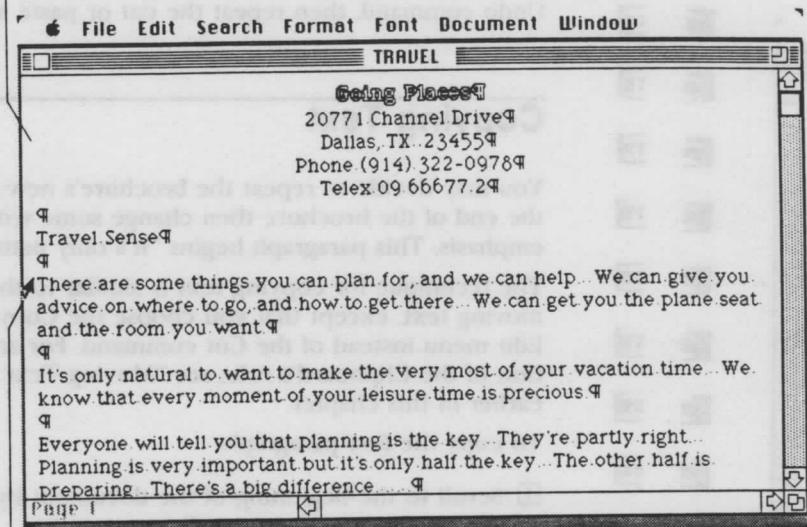 File Edit Search Format Font Document Window
TRAVEL
Going Places¶
20771 Channel Drive¶
Dallas, TX 23455¶
Phone (914) 322-0978¶
Telex 09 66677 2¶
¶
Travel Sense¶
¶
There are some things you can plan for, and we can help. We can give you
advice on where to go, and how to get there. We can get you the plane seat
and the room you want.¶
¶
It's only natural to want to make the very most of your vacation time. We
know that every moment of your leisure time is precious.¶
¶
Everyone will tell you that planning is the key. They're partly right.
Planning is very important but it's only half the key. The other half is
preparing. There's a big difference. ¶
Page 1